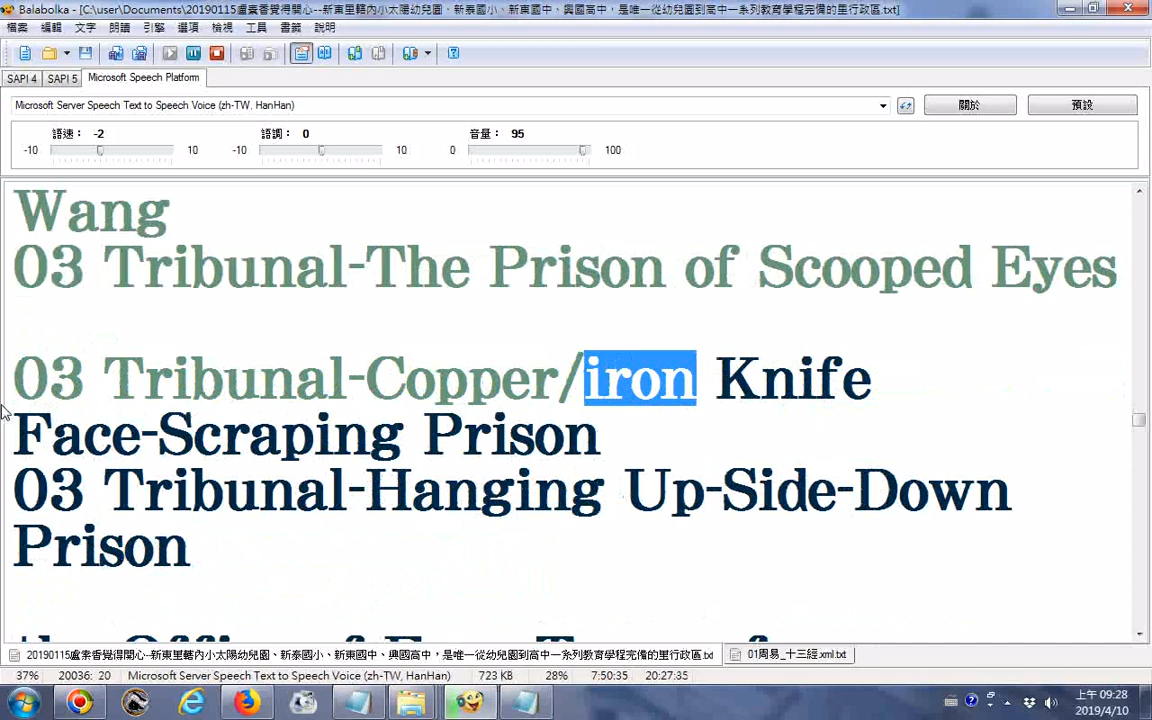 Balabolka - [C:\user\Documents\20190115盧素香覺得開心--新東里轄內小太陽幼兒園、新泰國小、新東國中、興國高中，是唯一從幼兒園到高中一系列教育學程完備的里行政區.txt]
檔案 編輯 文字 朗讀 引擎 選項 檢視 工具 書籤 說明
SAPI 4 SAPI 5 Microsoft Speech Platform
Microsoft Server Speech Text to Speech Voice (zh-TW, HanHan) 關於 預設
語速： -2 語調： 0 音量： 95
-10 10 -10 10 0 100
Wang
03 Tribunal-The Prison of Scooped Eyes
03 Tribunal-Copper/iron Knife
Face-Scraping Prison
03 Tribunal-Hanging Up-Side-Down
Prison
20190115盧素香覺得開心--新東里轄內小太陽幼兒園、新泰國小、新東國中、興國高中，是唯一從幼兒園到高中一系列教育學程完備的里行政區.txt 01周易_十三經.xml.txt
37% 20036: 20 Microsoft Server Speech Text to Speech Voice (zh-TW, HanHan) 723 KB 28% 7:50:35 20:27:35
上午 09:28
2019/4/10